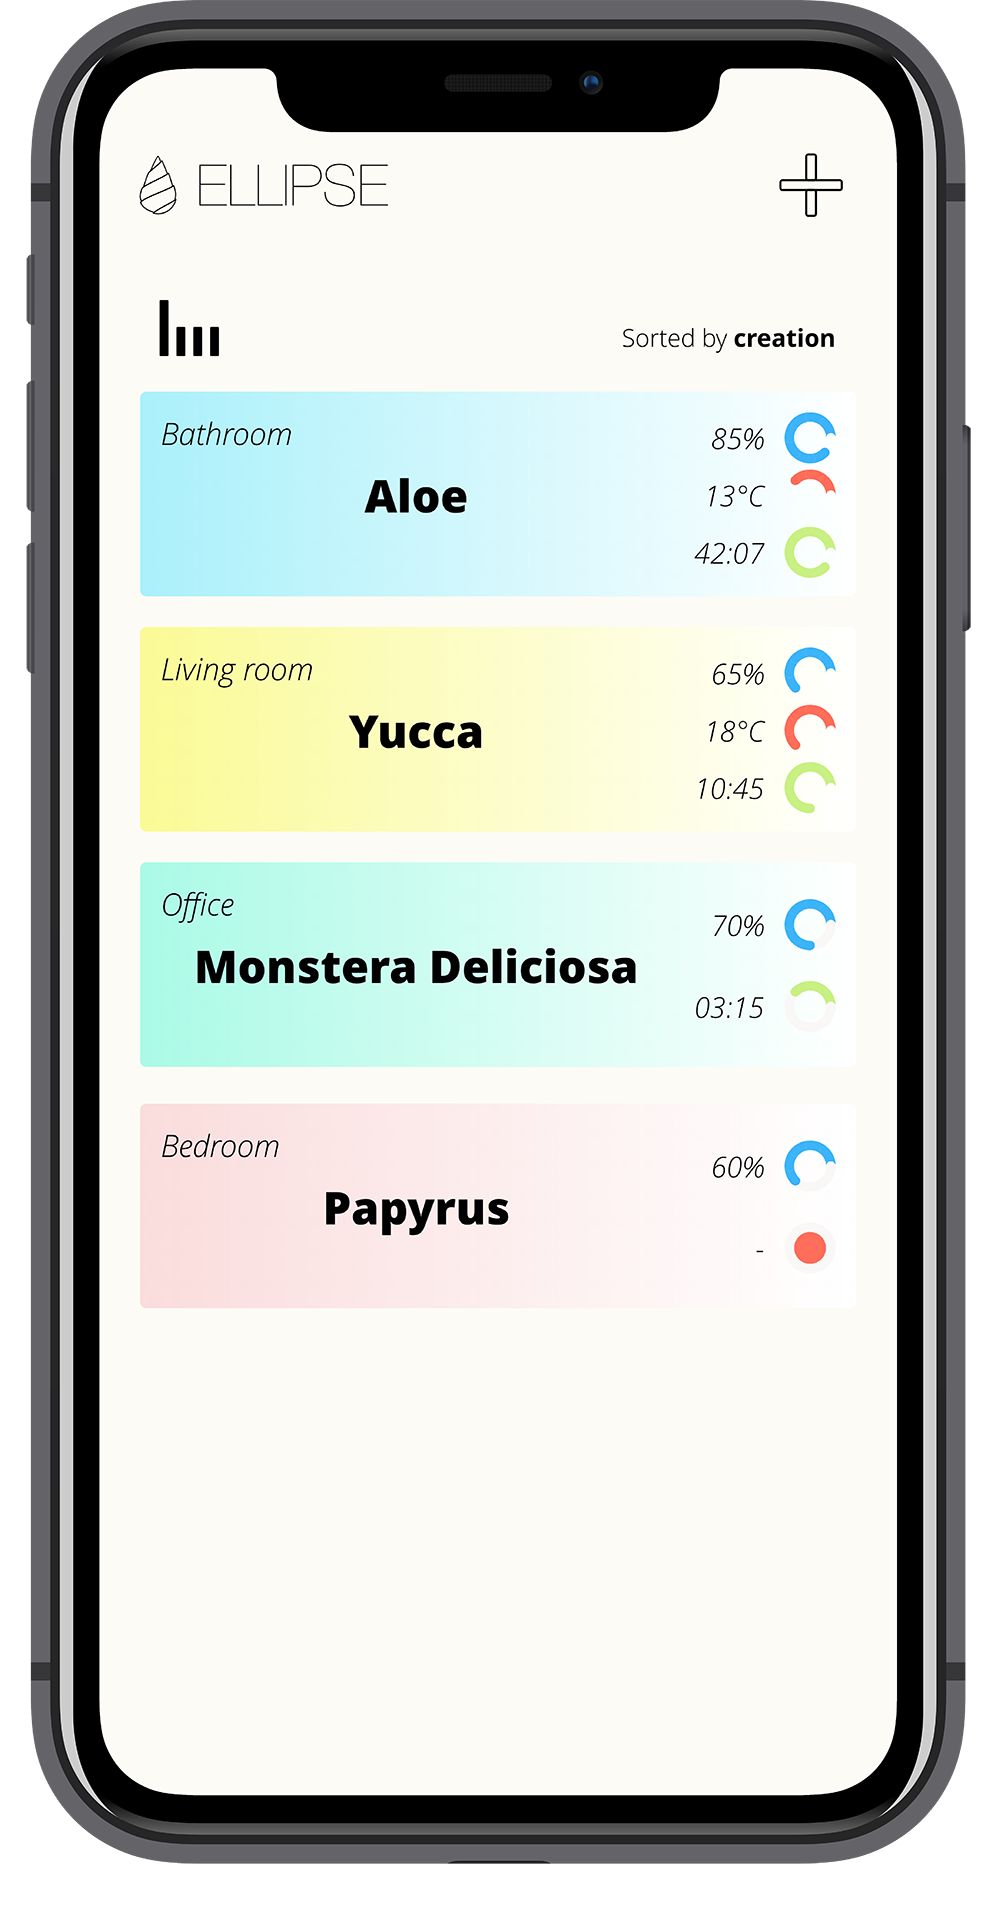 ELLIPSE
Sorted by creation
Bathroom
Aloe
85%
13°C
42:07
Living room
Yucca
65%
18°C
10:45
Office
Monstera Deliciosa
70%
03:15
Bedroom
Papyrus
60%
-